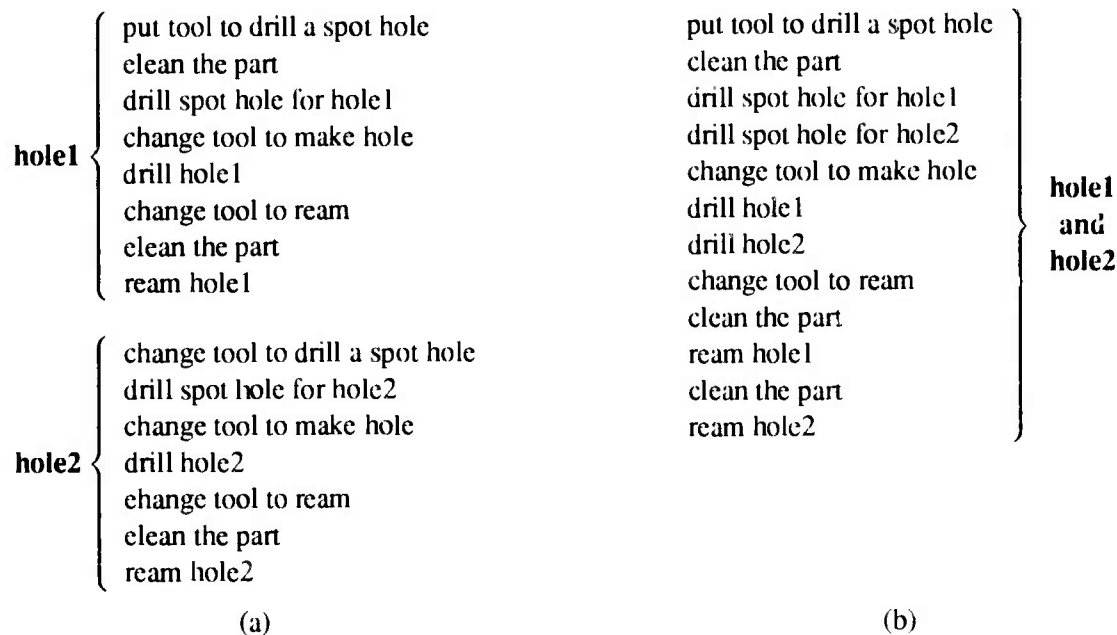 hole1
put tool to drill a spot hole
clean the part
drill spot hole for hole1
change tool to make hole
drill hole1
change tool to ream
clean the part
ream hole1
hole2
change tool to drill a spot hole
drill spot hole for hole2
change tool to make hole
drill hole2
change tool to ream
clean the part
ream hole2
(a)
put tool to drill a spot hole
clean the part
drill spot hole for hole1
drill spot hole for hole2
change tool to make hole
drill hole1
drill hole2
change tool to ream
clean the part
ream hole1
clean the part
ream hole2
hole1
and
hole2
(b)